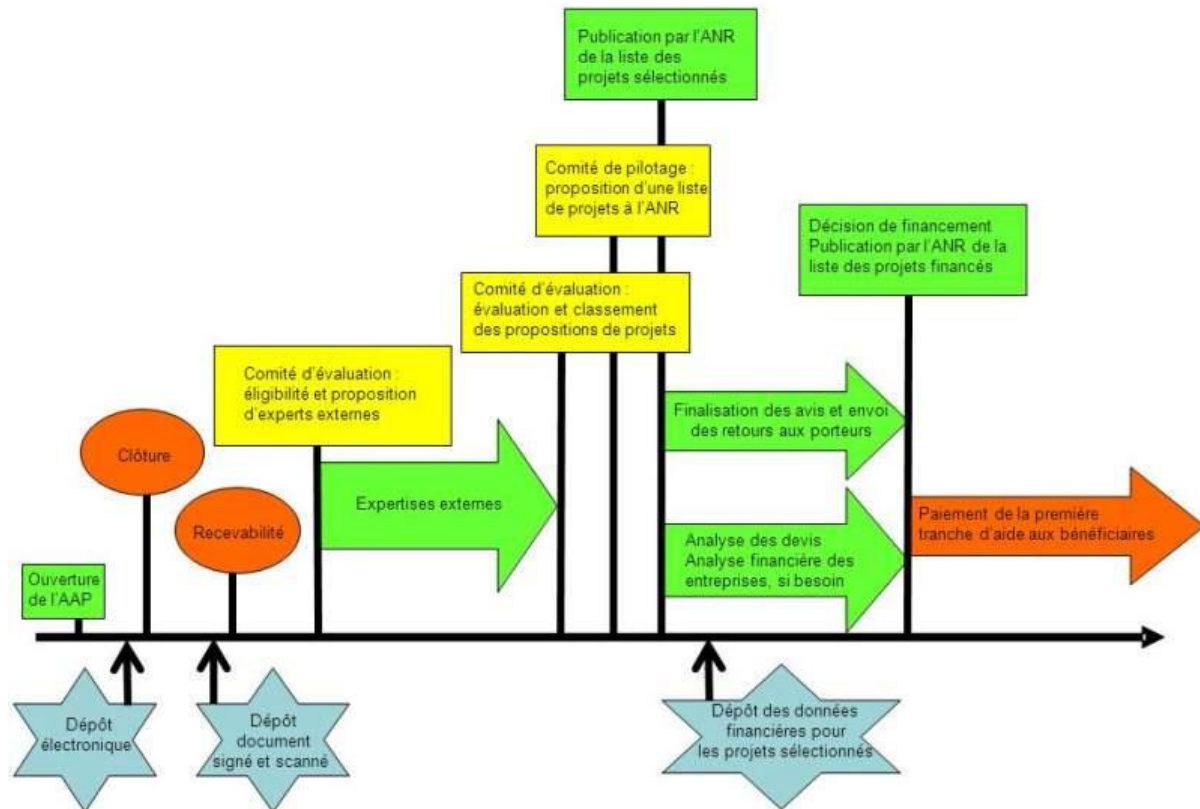 Publication par l'ANR
de la liste des
projets sélectionnés
Comité de pilotage :
proposition d'une liste
de projets à l'ANR
Décision de financement
Publication par l'ANR de la
liste des projets financés
Comité d'évaluation :
évaluation et classement
des propositions de projets
Comité d'évaluation :
éligibilité et proposition
d'experts externes
Finalisation des avis et envoi
des retours aux porteurs
Clôture
Expertises externes
Recevabilité
Paiement de la première
tranche d'aide aux bénéficiaires
Analyse des devis
Analyse financière des
entreprises, si besoin
Ouverture
de l'AAP
Dépôt
électronique
Dépôt
document
signé et scanné
Dépôt des données
financières pour
les projets sélectionnés